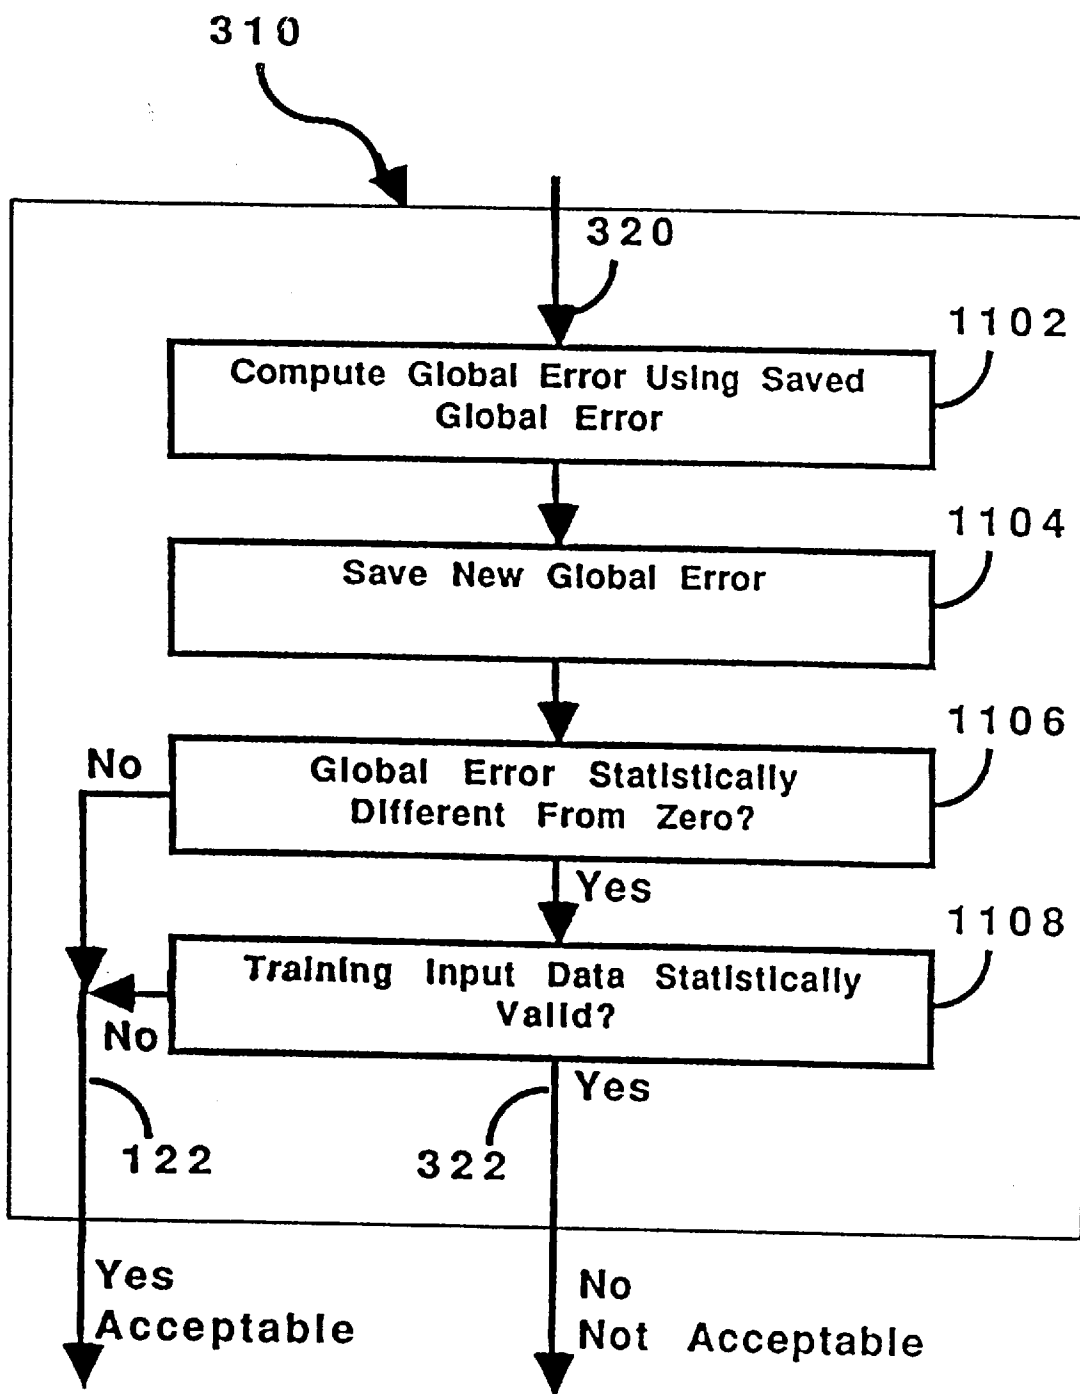 310
320
1102
Compute Global Error Using Saved
Global Error
1104
Save New Global Error
1106
No
Global Error Statistically
Different From Zero?
Yes
1108
Training Input Data Statistically
Valid?
No
Yes
122
322
Yes
Acceptable
No
Not Acceptable